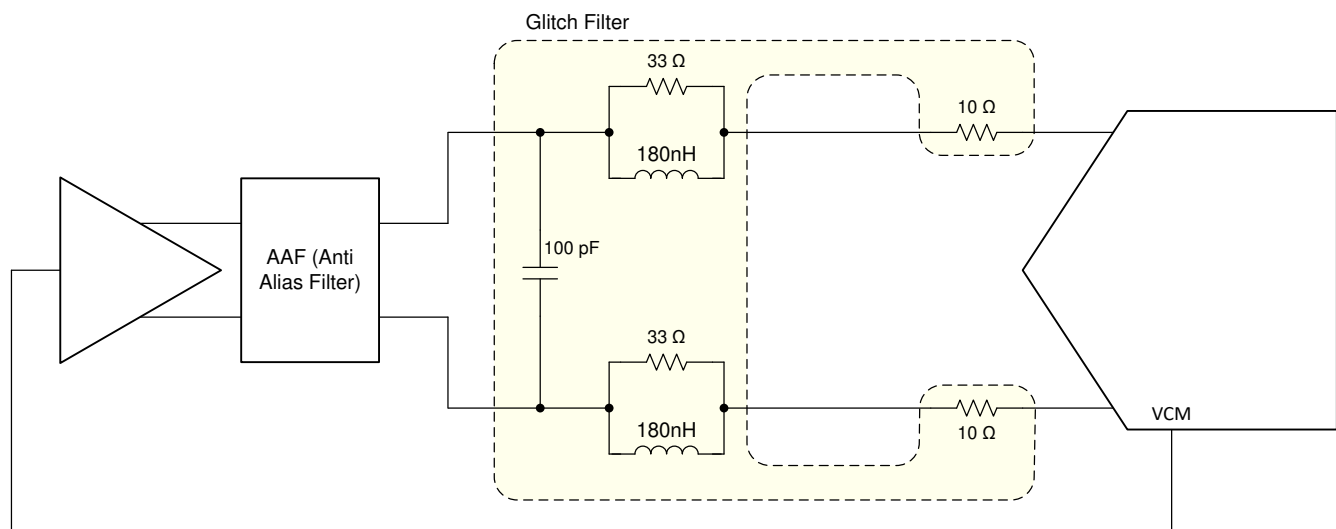 Glitch Filter
33 Ω
10 Ω
180nH
AAF (Anti
Alias Filter)
100 pF
33 Ω
180nH
10 Ω
VCM